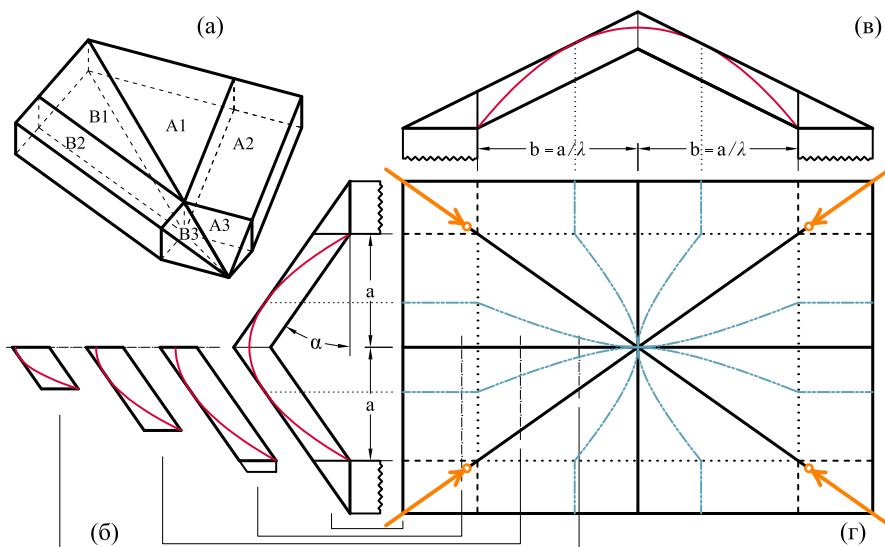 (а)
(в)
B1
B2
A1
A2
B3
A3
b = a/λ
b = a/λ
a
α
a
(б)
(г)